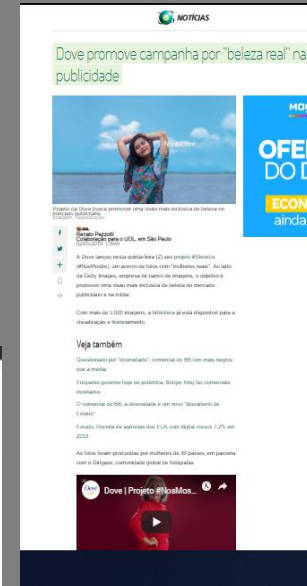 NOTÍCIAS
Dove promove campanha por "beleza real" na
publicidade
Projeto da Dove busca promover uma visão mais inclusiva de beleza no
mercado publicitário
Imagem: Reprodução
Renato Pezzotti
Colaboração para o UOL, em São Paulo
A Dove lançou nesta quinta-feira (2) seu projeto #ShowUs
(#NosMostre), um acervo de fotos com "mulheres reais". Ao lado
da Getty Images, empresa de banco de imagens, o objetivo é
promover uma visão mais inclusiva de beleza no mercado
publicitário e na mídia.
Com mais de 5.000 imagens, a biblioteca já está disponível para a
visualização e licenciamento.
Veja também
Questionado por "diversidade", comercial do BB tem mais negros
que a média
Enquanto governo foge de polêmica, Burger King faz comerciais
inusitados
O comercial do BB, a diversidade e um novo "liberalismo de
Estado"
Estudo: Receita de agências dos EUA com digital cresce 7,2% em
2018
As fotos foram produzidas por mulheres de 39 países, em parceria
com o Girlgaze, comunidade global de fotógrafas.
Dove
Dove | Projeto #NosMos...
OFE
DO D
ECON
ainda